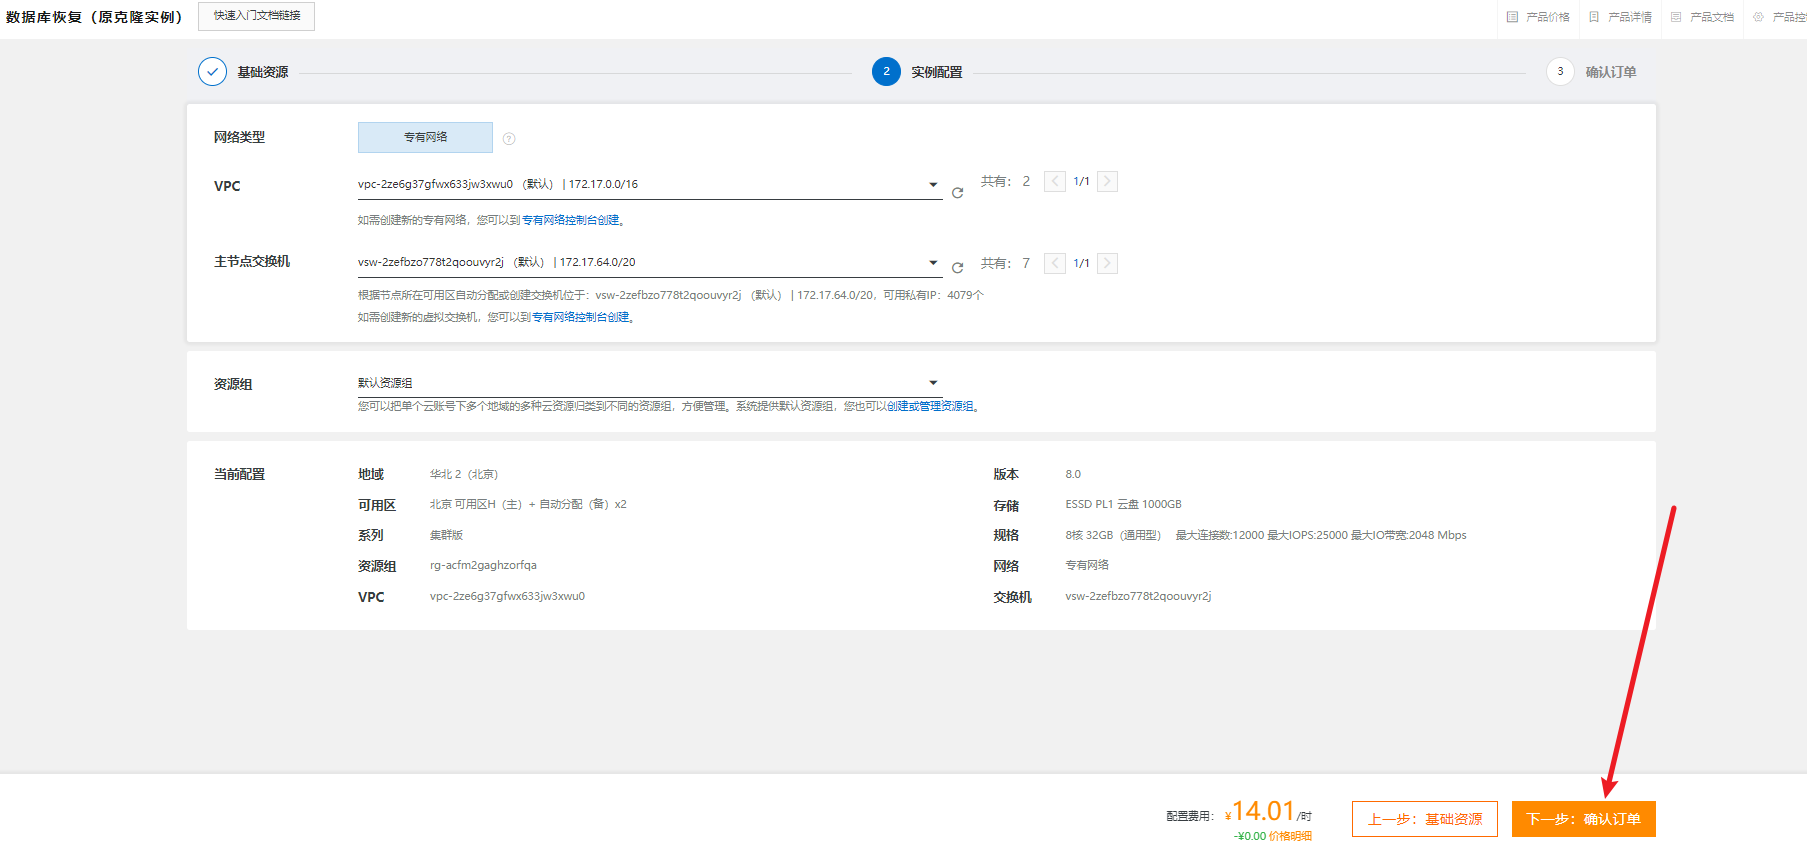 数据库恢复（原克隆实例）
快速入门文档链接
产品价格
产品详情
产品文档
产品控
基础资源
2
实例配置
3
确认订单
网络类型
专有网络
?
VPC
vpc-2ze6g37gfwx633jw3xwu0 （默认） | 172.17.0.0/16
共有： 2
1/1
如需创建新的专有网络，您可以到专有网络控制台创建。
主节点交换机
vsw-2zefbzo778t2qoouvyr2j （默认） | 172.17.64.0/20
共有： 7
1/1
根据节点所在可用区自动分配或创建交换机位于：vsw-2zefbzo778t2qoouvyr2j （默认） | 172.17.64.0/20，可用私有IP：4079个
如需创建新的虚拟交换机，您可以到专有网络控制台创建。
资源组
默认资源组
您可以把单个云账号下多个地域的多种云资源归类到不同的资源组，方便管理。系统提供默认资源组，您也可以创建或管理资源组。
当前配置
地域 华北 2（北京）
版本 8.0
可用区 北京 可用区H（主）+ 自动分配（备）x2
存储 ESSD PL1 云盘 1000GB
系列 集群版
规格 8核 32GB（通用型） 最大连接数:12000 最大IOPS:25000 最大IO带宽:2048 Mbps
资源组 rg-acfm2gaghzorfqa
网络 专有网络
VPC vpc-2ze6g37gfwx633jw3xwu0
交换机 vsw-2zefbzo778t2qoouvyr2j
配置费用： ¥14.01/时
-¥0.00 价格明细
上一步：基础资源
下一步：确认订单